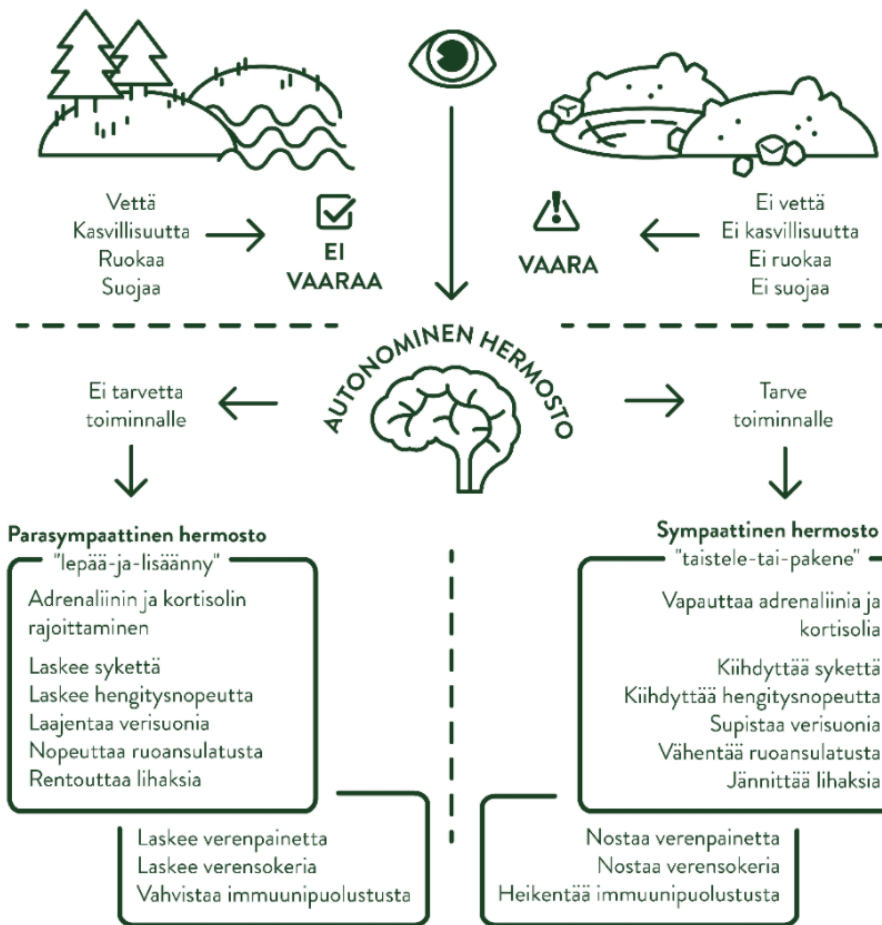 Vettä
Kasvillisuutta
Ruokaa
Suojaa
EI
VAARAA
VAARA
Ei vettä
Ei kasvillisuutta
Ei ruokaa
Ei suojaa
AUTONOMINEN HERMOSTO
Ei tarvetta
toiminnalle
Tarve
toiminnalle
Parasympaattinen hermosto
"lepää-ja-lisäänny"
Adrenaliinin ja kortisolin
rajoittaminen
Laskee sykettä
Laskee hengitysnopeutta
Laajentaa verisuonia
Nopeuttaa ruoansulatusta
Rentouttaa lihaksia
Laskee verenpainetta
Laskee verensokeria
Vahvistaa immuunipuolustusta
Sympaattinen hermosto
"taistele-tai-pakene"
Vapauttaa adrenaliinia ja
kortisolia
Kiihdyttää sykettä
Kiihdyttää hengitysnopeutta
Supistaa verisuonia
Vähentää ruoansulatusta
Jännittää lihaksia
Nostaa verenpainetta
Nostaa verensokeria
Heikentää immuunipuolustusta